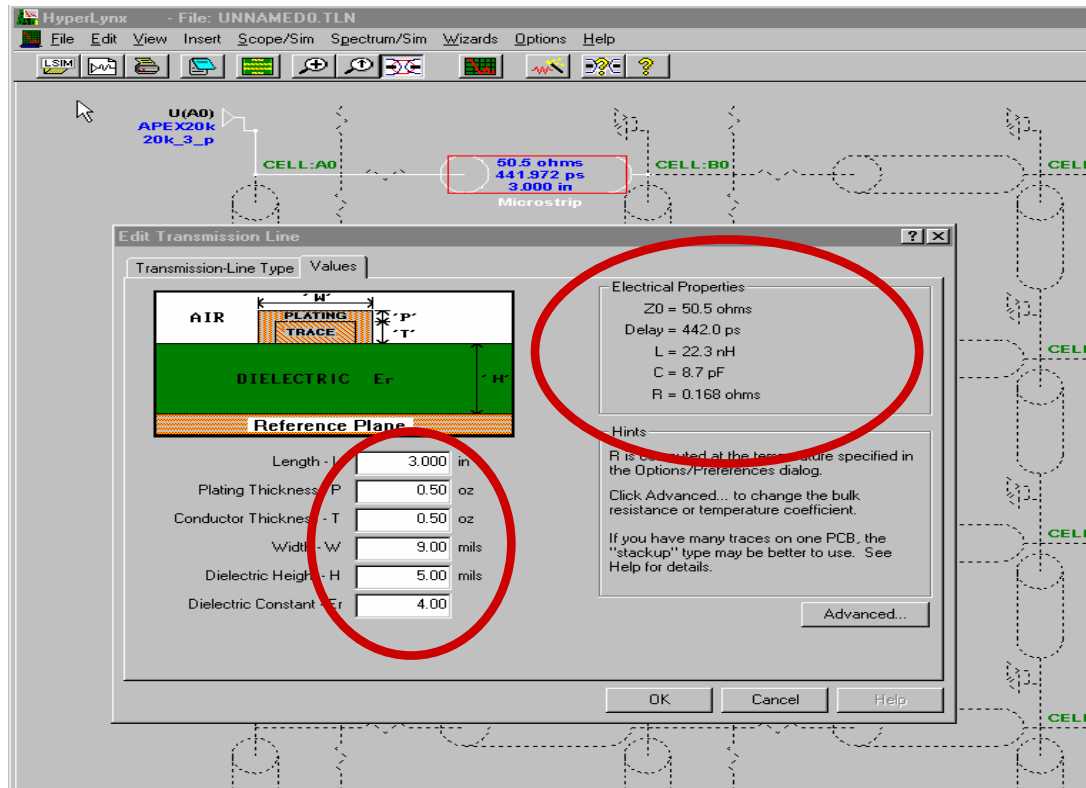 HyperLynx - File: UNNAMED0.TLN
File Edit View Insert Scope/Sim Spectrum/Sim Wizards Options Help
LSIM
U(A0)
APEX20k
20k_3_p
CELL:A0
50.5 ohms
441.972 ps
3.000 in
Microstrip
CELL:B0
CELL
Edit Transmission Line
Transmission-Line Type Values
AIR
'W'
PLATING
'P'
TRACE
'T'
DIELECTRIC Er
'H'
Reference Plane
Electrical Properties
Z0 = 50.5 ohms
Delay = 442.0 ps
L = 22.3 nH
C = 8.7 pF
R = 0.168 ohms
CELL
Length - L 3.000 in
Plating Thickness - P 0.50 oz
Conductor Thickness - T 0.50 oz
Width - W 9.00 mils
Dielectric Height - H 5.00 mils
Dielectric Constant - Er 4.00
Hints
R is computed at the temperature specified in
the Options/Preferences dialog.
Click Advanced... to change the bulk
resistance or temperature coefficient.
If you have many traces on one PCB, the
"stackup" type may be better to use. See
Help for details.
CELL
Advanced...
OK Cancel Help
CELL